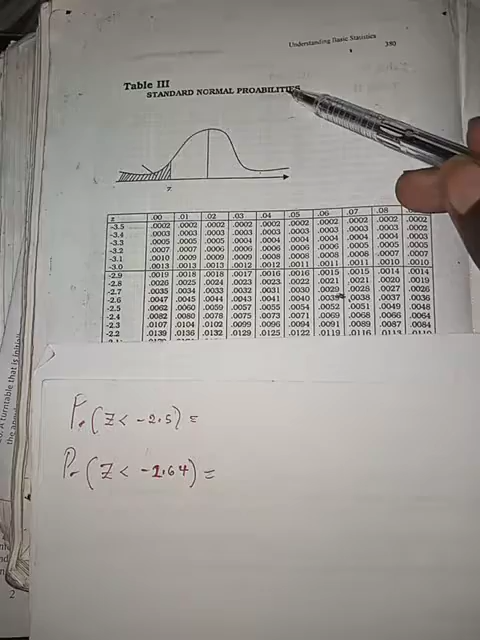 Understanding Basic Statistics 380
Table III
STANDARD NORMAL PROABILITIES
z
z .00 .01 .02 .03 .04 .05 .06 .07 .08
-3.5 .0002 .0002 .0002 .0002 .0002 .0002 .0002 .0002 .0002 .0002
-3.4 .0003 .0003 .0003 .0003 .0003 .0003 .0003 .0003 .0003 .0002
-3.3 .0005 .0005 .0005 .0004 .0004 .0004 .0004 .0004 .0004 .0003
-3.2 .0007 .0007 .0006 .0006 .0006 .0006 .0006 .0005 .0005 .0005
-3.1 .0010 .0009 .0009 .0009 .0008 .0008 .0008 .0008 .0007 .0007
-3.0 .0013 .0013 .0013 .0012 .0012 .0011 .0011 .0011 .0010 .0010
-2.9 .0019 .0018 .0018 .0017 .0016 .0016 .0015 .0015 .0014 .0014
-2.8 .0026 .0025 .0024 .0023 .0023 .0022 .0021 .0021 .0020 .0019
-2.7 .0035 .0034 .0033 .0032 .0031 .0030 .0029 .0028 .0027 .0026
-2.6 .0047 .0045 .0044 .0043 .0041 .0040 .0039 .0038 .0037 .0036
-2.5 .0062 .0060 .0059 .0057 .0055 .0054 .0052 .0051 .0049 .0048
-2.4 .0082 .0080 .0078 .0075 .0073 .0071 .0069 .0068 .0066 .0064
-2.3 .0107 .0104 .0102 .0099 .0096 .0094 .0091 .0089 .0087 .0084
-2.2 .0139 .0136 .0132 .0129 .0125 .0122 .0119 .0116 .0113 .0110
Pr(Z < -2.5) =
Pr(Z < -1.64) =
A turntable that is initial
2